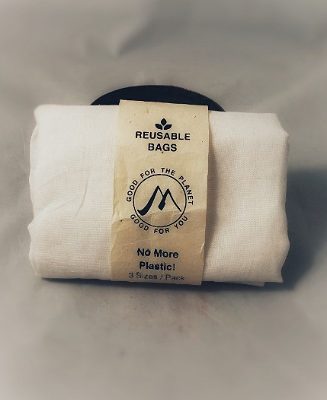 REUSABLE
BAGS
GOOD FOR THE PLANET
GOOD FOR YOU
No More
Plastic!
3 Sizes / Pack